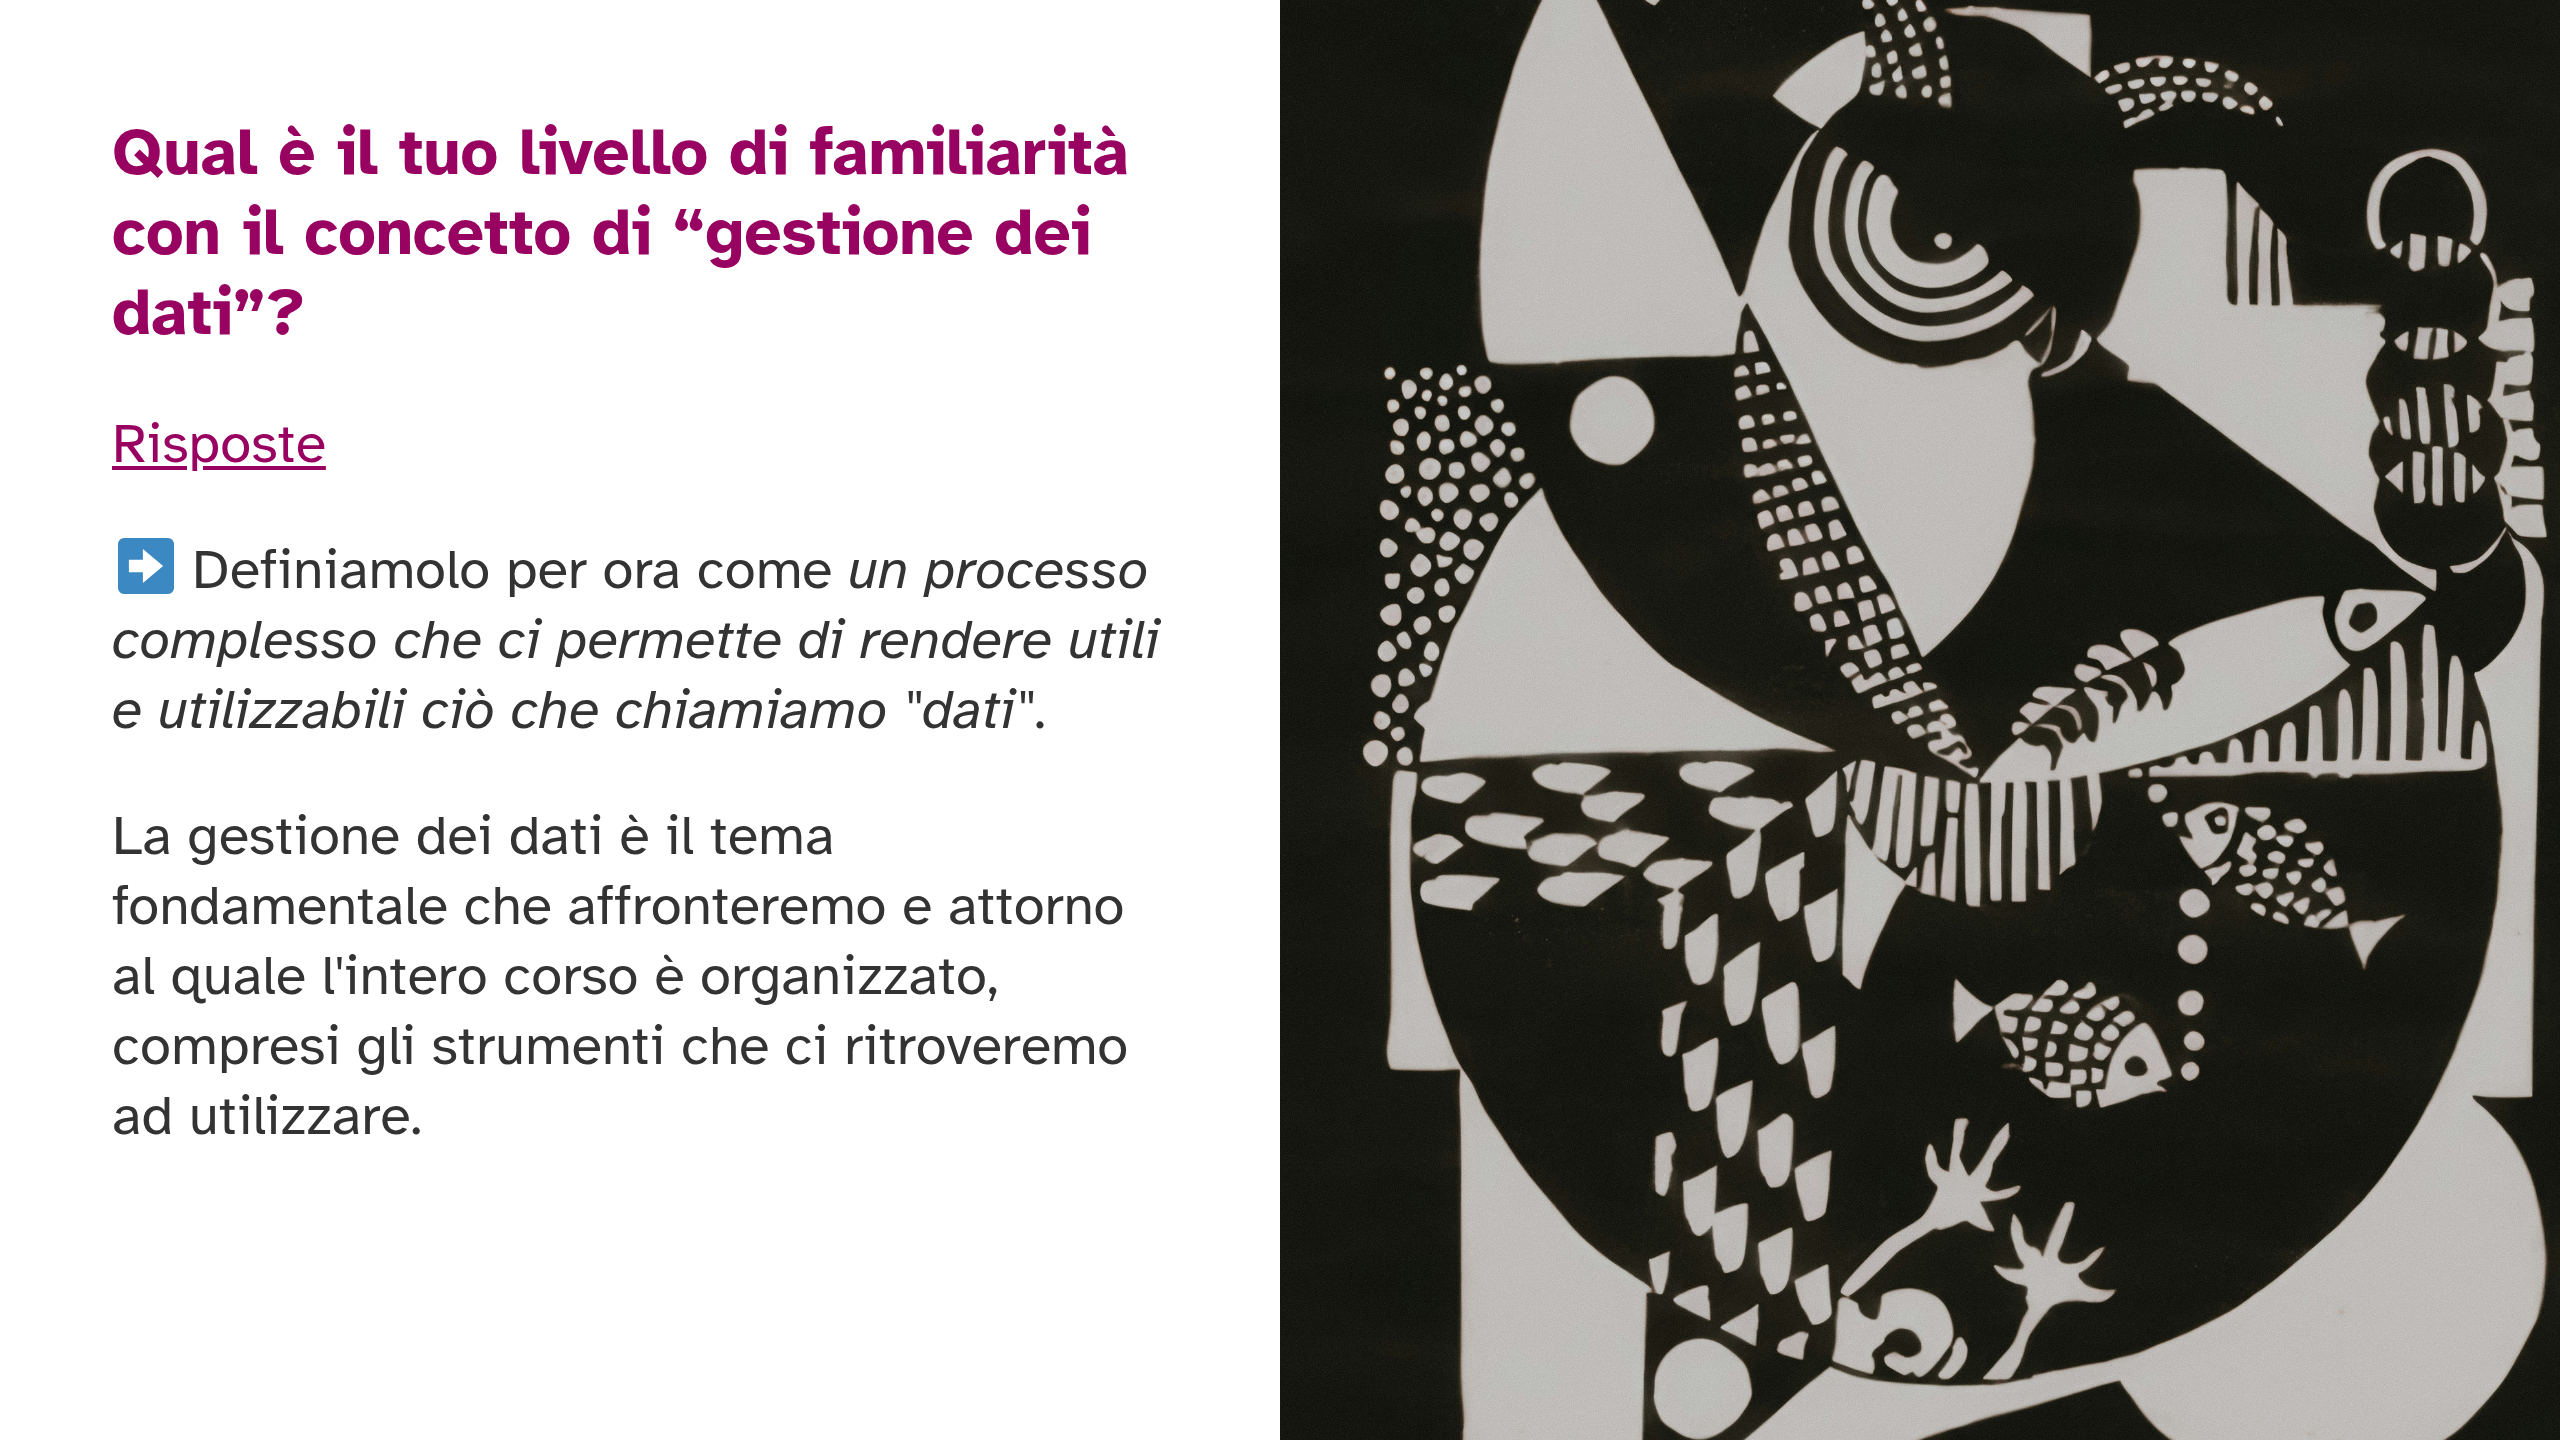 Qual è il tuo livello di familiarità
con il concetto di “gestione dei
dati”?
Risposte
➡️ Definiamolo per ora come un processo
complesso che ci permette di rendere utili
e utilizzabili ciò che chiamiamo "dati".
La gestione dei dati è il tema
fondamentale che affronteremo e attorno
al quale l'intero corso è organizzato,
compresi gli strumenti che ci ritroveremo
ad utilizzare.